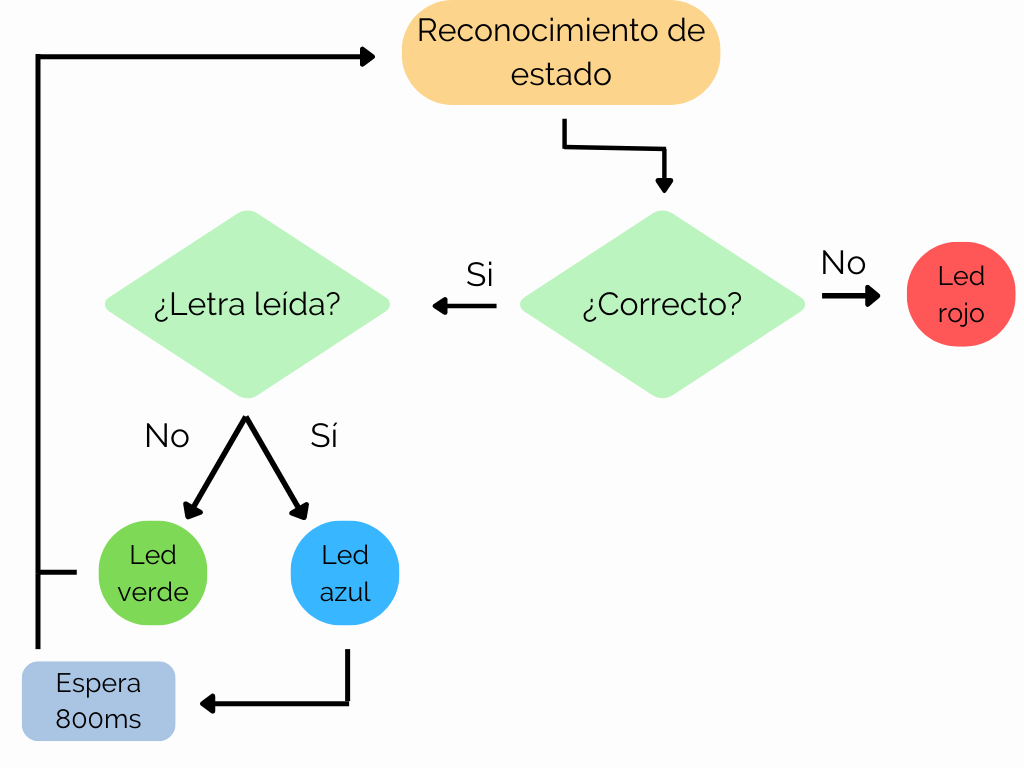 Reconocimiento de
estado
¿Letra leída?
Si
¿Correcto?
No
Led
rojo
No
Sí
Led
verde
Led
azul
Espera
800ms